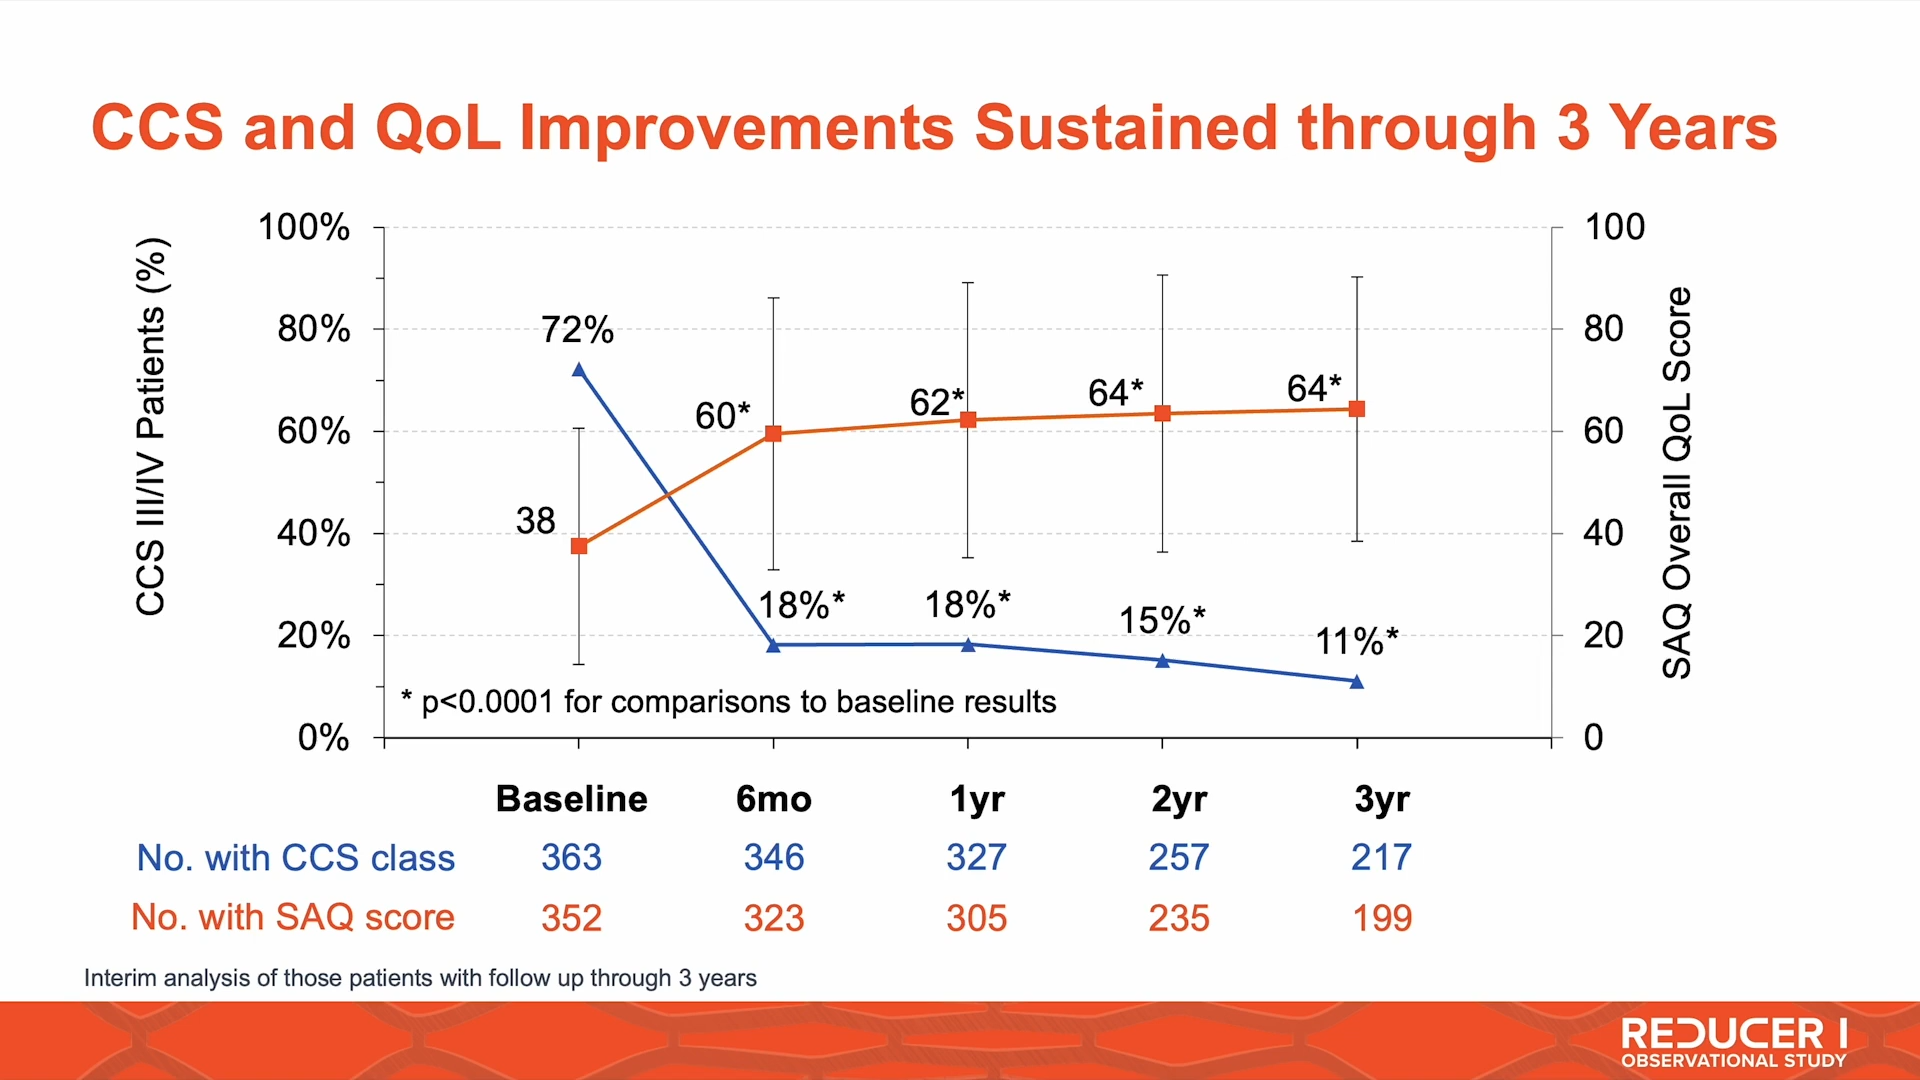 CCS and QoL Improvements Sustained through 3 Years
CCS III/IV Patients (%)
100%
80%
60%
40%
20%
0%
72%
38
60*
62*
64*
64*
18%*
18%*
15%*
11%*
* p<0.0001 for comparisons to baseline results
100
80
60
40
20
0
SAQ Overall QoL Score
Baseline 6mo 1yr 2yr 3yr
No. with CCS class 363 346 327 257 217
No. with SAQ score 352 323 305 235 199
Interim analysis of those patients with follow up through 3 years
REDUCER I
OBSERVATIONAL STUDY